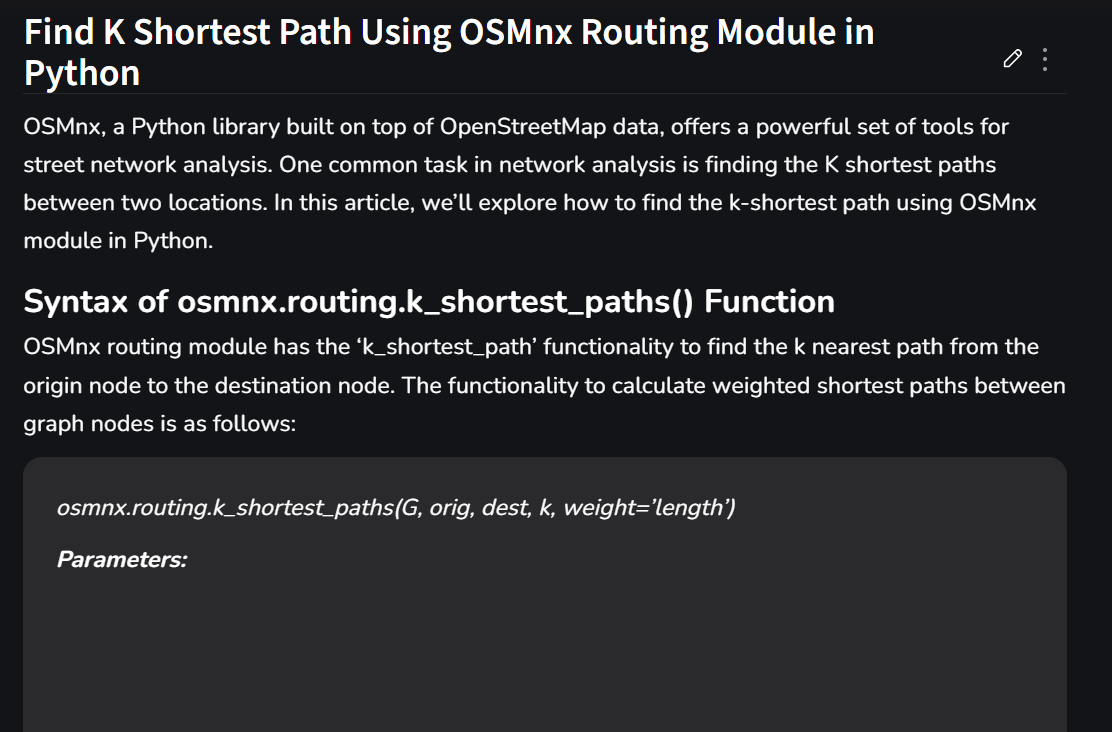 Find K Shortest Path Using OSMnx Routing Module in
Python
OSMnx, a Python library built on top of OpenStreetMap data, offers a powerful set of tools for
street network analysis. One common task in network analysis is finding the K shortest paths
between two locations. In this article, we’ll explore how to find the k-shortest path using OSMnx
module in Python.
Syntax of osmnx.routing.k_shortest_paths() Function
OSMnx routing module has the ‘k_shortest_path’ functionality to find the k nearest path from the
origin node to the destination node. The functionality to calculate weighted shortest paths between
graph nodes is as follows:
osmnx.routing.k_shortest_paths(G, orig, dest, k, weight=’length’)
Parameters: